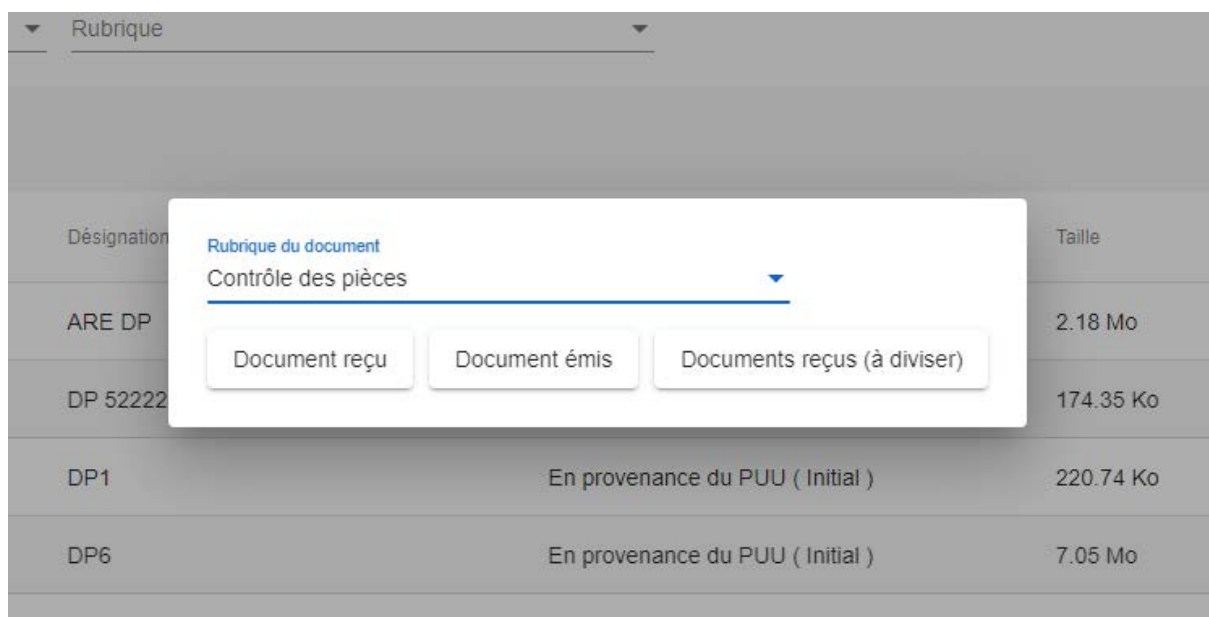 Rubrique
Désignation
Taille
Rubrique du document
Contrôle des pièces
Document reçu
Document émis
Documents reçus (à diviser)
ARE DP
2.18 Mo
DP 52222
174.35 Ko
DP1
En provenance du PUU ( Initial )
220.74 Ko
DP6
En provenance du PUU ( Initial )
7.05 Mo